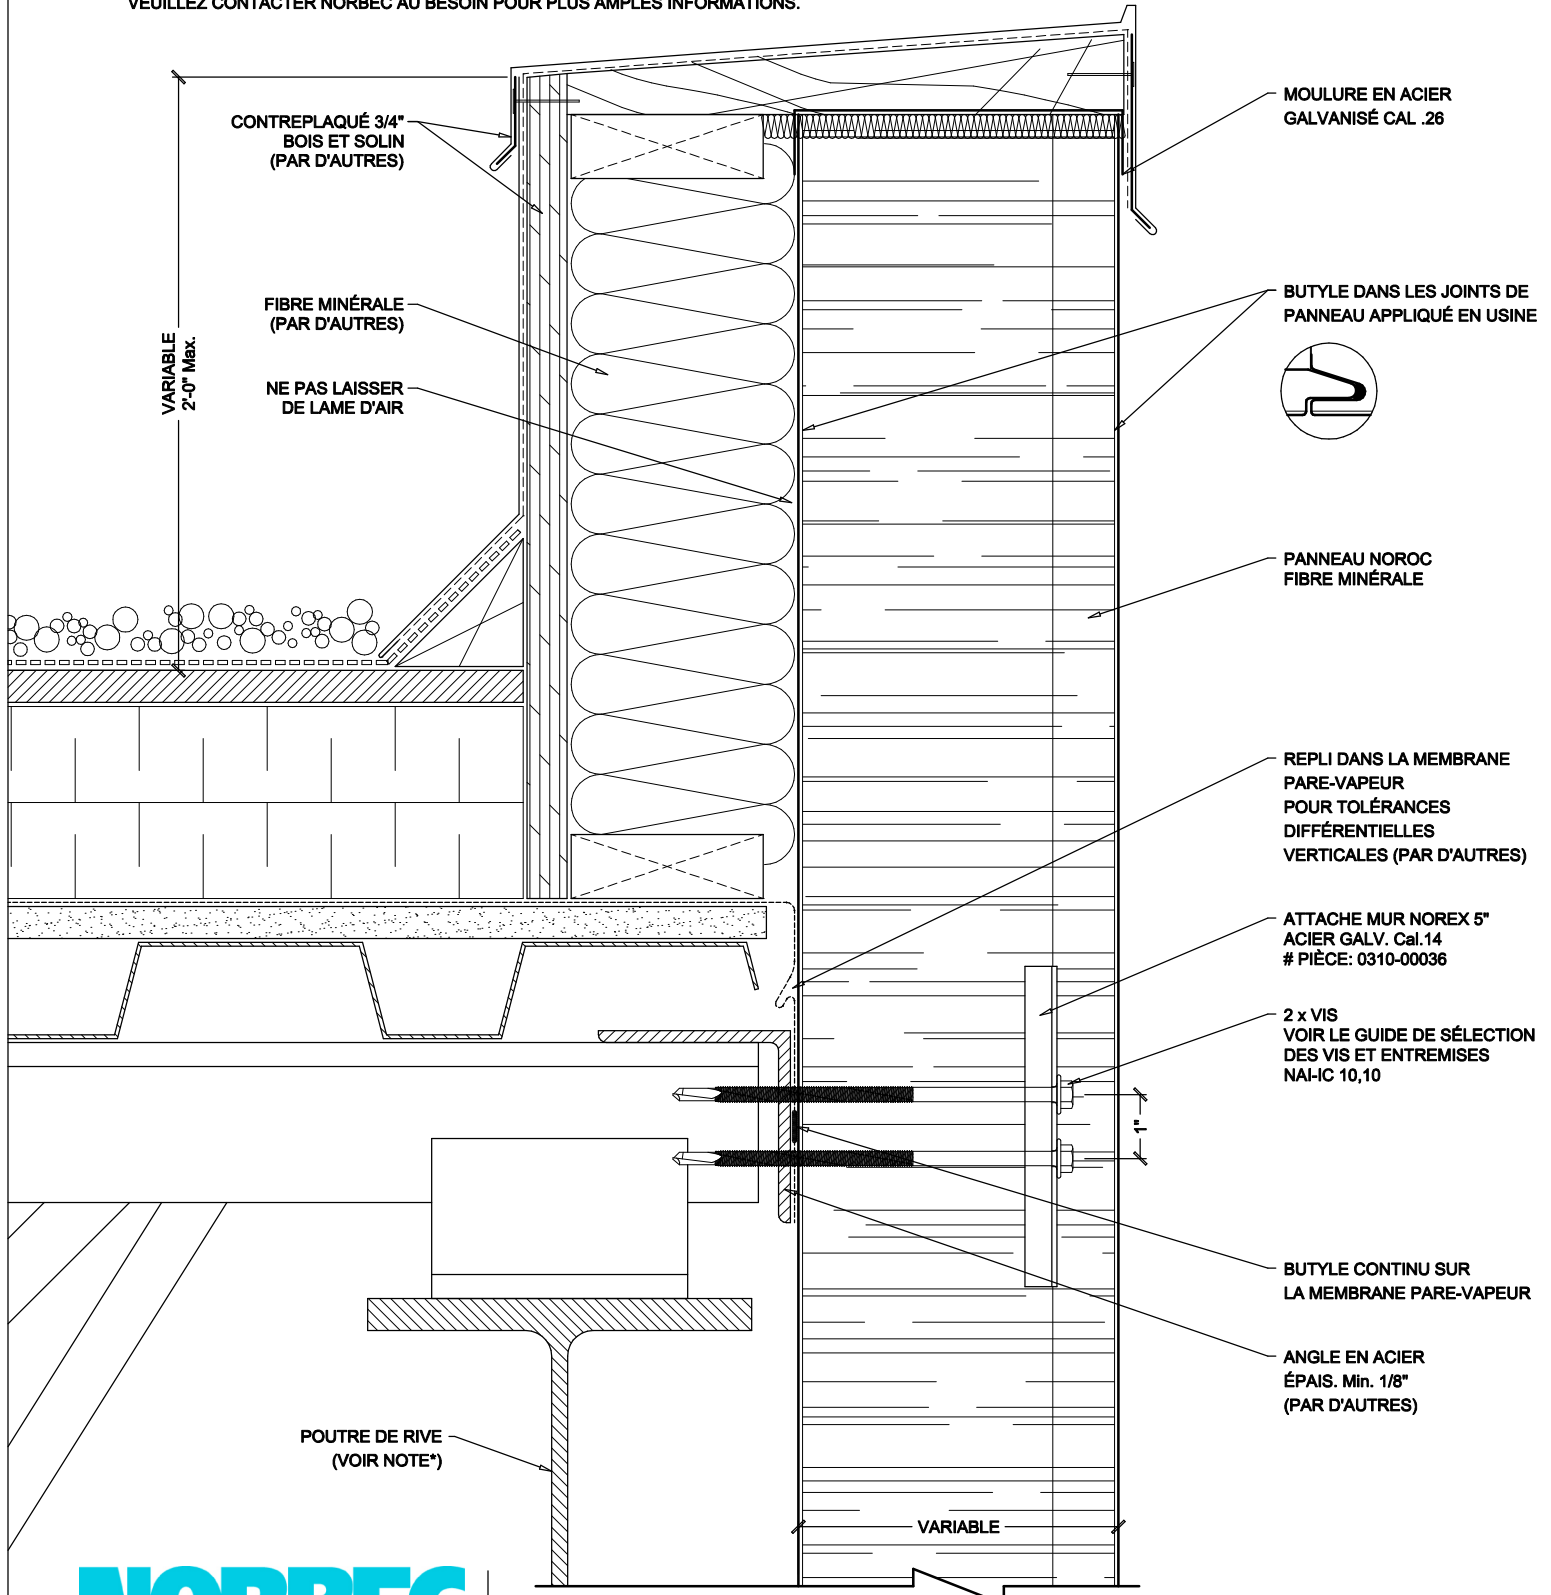 VEUILLEZ CONTACTER NORBEC AU BESOIN POUR PLUS AMPLES INFORMATIONS.
CONTREPLAQUÉ 3/4"
BOIS ET SOLIN
(PAR D'AUTRES)
MOULURE EN ACIER
GALVANISÉ CAL .26
VARIABLE
2'-0" Max.
FIBRE MINÉRALE
(PAR D'AUTRES)
BUTYLE DANS LES JOINTS DE
PANNEAU APPLIQUÉ EN USINE
NE PAS LAISSER
DE LAME D'AIR
PANNEAU NOROC
FIBRE MINÉRALE
REPLI DANS LA MEMBRANE
PARE-VAPEUR
POUR TOLÉRANCES
DIFFÉRENTIELLES
VERTICALES (PAR D'AUTRES)
ATTACHE MUR NOREX 5"
ACIER GALV. Cal.14
# PIÈCE: 0310-00036
2 x VIS
VOIR LE GUIDE DE SÉLECTION
DES VIS ET ENTREMISES
NAI-IC 10,10
1"
BUTYLE CONTINU SUR
LA MEMBRANE PARE-VAPEUR
ANGLE EN ACIER
ÉPAIS. Min. 1/8"
(PAR D'AUTRES)
POUTRE DE RIVE
(VOIR NOTE*)
VARIABLE
NORBEC